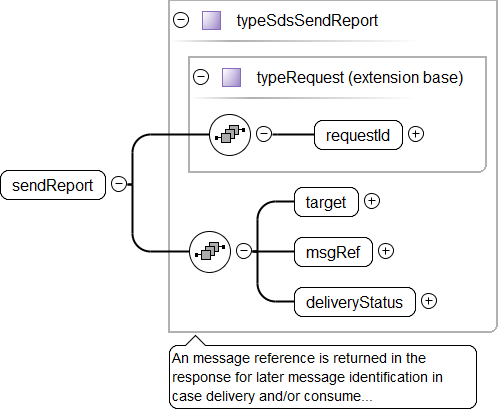 typeSdsSendReport
typeRequest (extension base)
requestId
sendReport
target
msgRef
deliveryStatus
An message reference is returned in the
response for later message identification in
case delivery and/or consume...